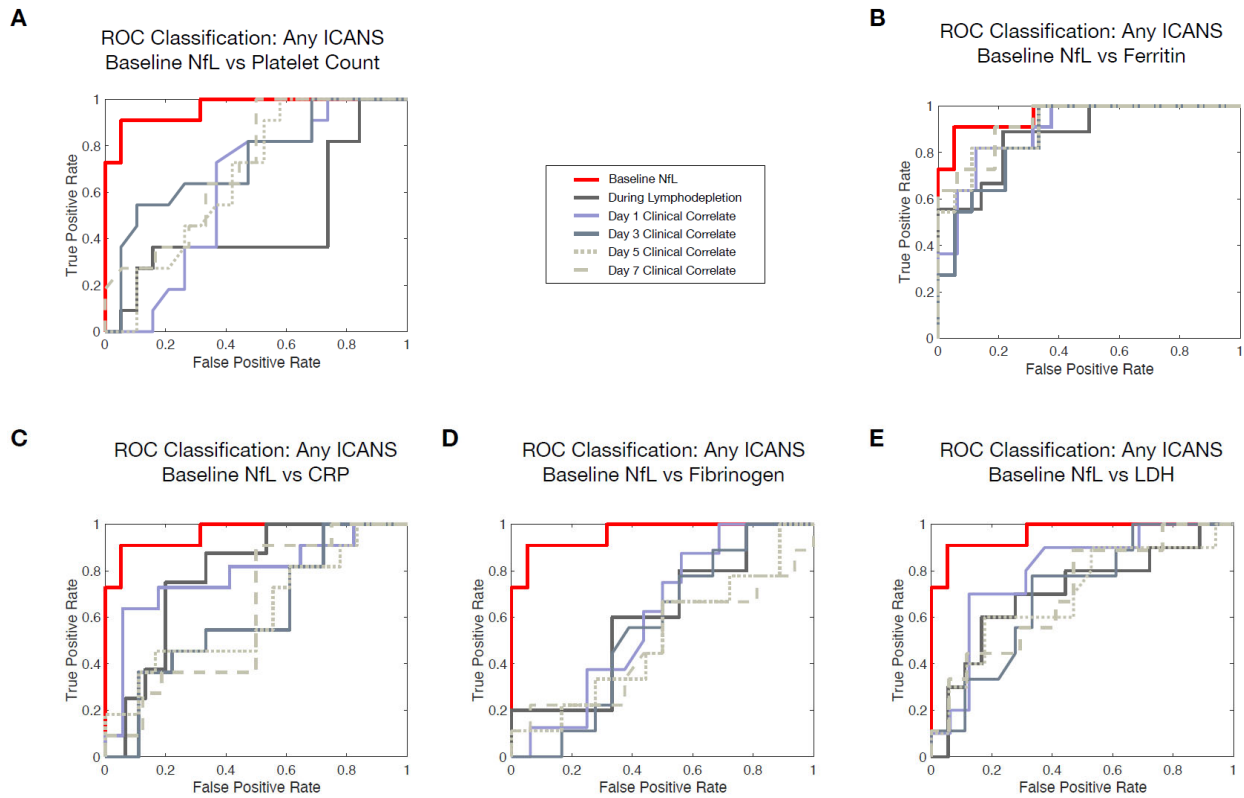 A
ROC Classification: Any ICANS
Baseline NfL vs Platelet Count
True Positive Rate
1
0.8
0.6
0.4
0.2
0
0
0.2
0.4
0.6
0.8
1
False Positive Rate
Baseline NfL
During Lymphodepletion
Day 1 Clinical Correlate
Day 3 Clinical Correlate
Day 5 Clinical Correlate
Day 7 Clinical Correlate
B
ROC Classification: Any ICANS
Baseline NfL vs Ferritin
True Positive Rate
1
0.8
0.6
0.4
0.2
0
0
0.2
0.4
0.6
0.8
1
False Positive Rate
C
ROC Classification: Any ICANS
Baseline NfL vs CRP
True Positive Rate
1
0.8
0.6
0.4
0.2
0
0
0.2
0.4
0.6
0.8
1
False Positive Rate
D
ROC Classification: Any ICANS
Baseline NfL vs Fibrinogen
True Positive Rate
1
0.8
0.6
0.4
0.2
0
0
0.2
0.4
0.6
0.8
1
False Positive Rate
E
ROC Classification: Any ICANS
Baseline NfL vs LDH
True Positive Rate
1
0.8
0.6
0.4
0.2
0
0
0.2
0.4
0.6
0.8
1
False Positive Rate